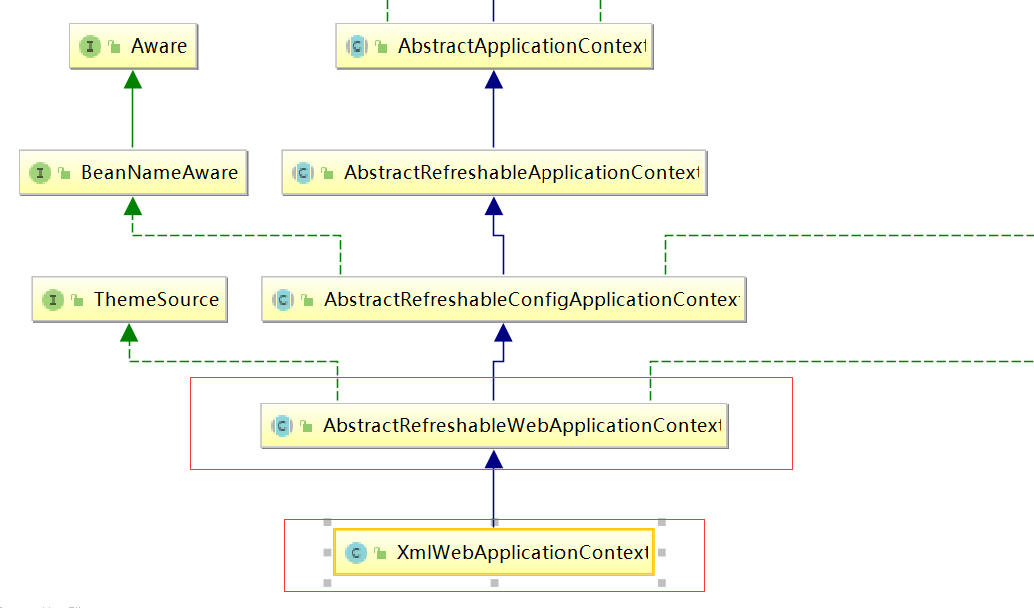 Aware
AbstractApplicationContext
BeanNameAware
AbstractRefreshableApplicationContext
ThemeSource
AbstractRefreshableConfigApplicationContex
AbstractRefreshableWebApplicationContext
XmlWebApplicationContext